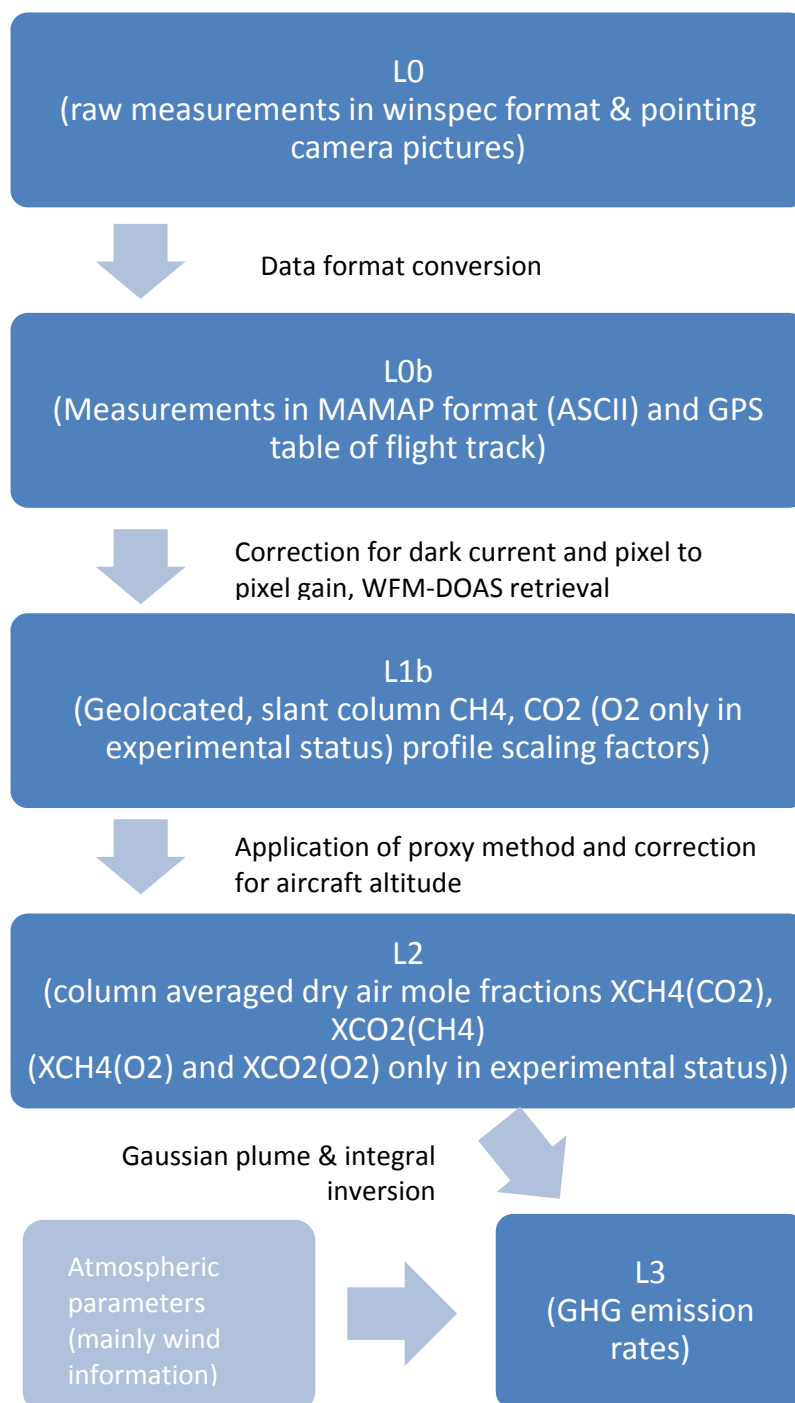 L0
(raw measurements in winspec format & pointing
camera pictures)
Data format conversion
L0b
(Measurements in MAMAP format (ASCII) and GPS
table of flight track)
Correction for dark current and pixel to
pixel gain, WFM-DOAS retrieval
L1b
(Geolocated, slant column CH4, CO2 (O2 only in
experimental status) profile scaling factors)
Application of proxy method and correction
for aircraft altitude
L2
(column averaged dry air mole fractions XCH4(CO2),
XCO2(CH4)
(XCH4(O2) and XCO2(O2) only in experimental status))
Gaussian plume & integral
inversion
Atmospheric
parameters
(mainly wind
information)
L3
(GHG emission
rates)